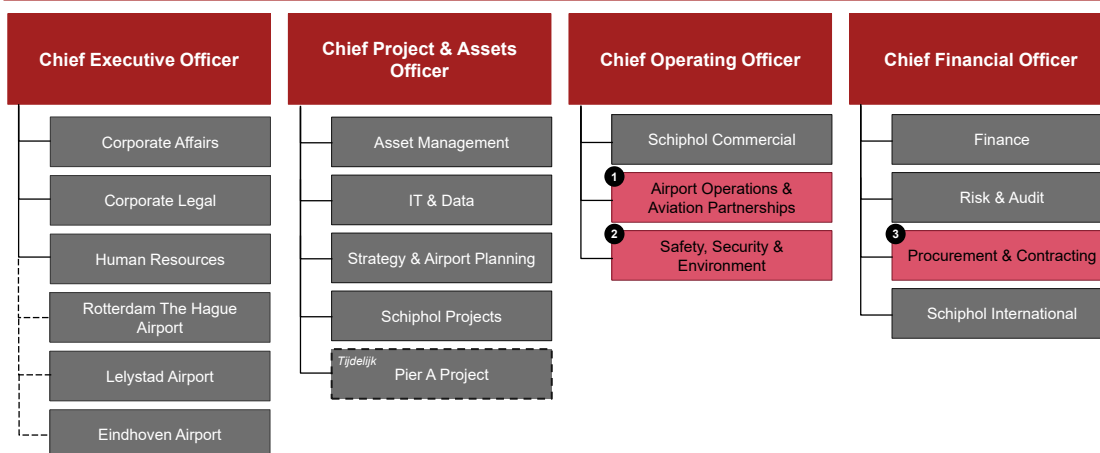 Chief Executive Officer
Corporate Affairs
Corporate Legal
Human Resources
Rotterdam The Hague
Airport
Lelystad Airport
Eindhoven Airport
Chief Project & Assets
Officer
Asset Management
IT & Data
Strategy & Airport Planning
Schiphol Projects
Tijdelijk
Pier A Project
Chief Operating Officer
Schiphol Commercial
1
Airport Operations &
Aviation Partnerships
2
Safety, Security &
Environment
Chief Financial Officer
Finance
Risk & Audit
3
Procurement & Contracting
Schiphol International